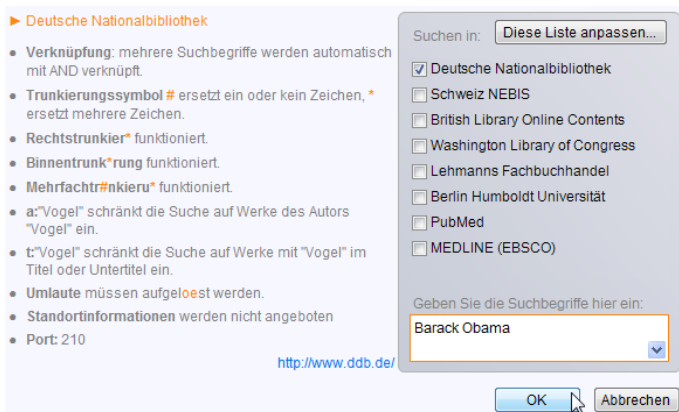 ► Deutsche Nationalbibliothek
● Verknüpfung: mehrere Suchbegriffe werden automatisch
mit AND verknüpft.
● Trunkierungssymbol # ersetzt ein oder kein Zeichen, *
ersetzt mehrere Zeichen.
● Rechtstrunkier* funktioniert.
● Binnentrunk*rung funktioniert.
● Mehrfachtr#nkieru* funktioniert.
● a:"Vogel" schränkt die Suche auf Werke des Autors
"Vogel" ein.
● t:"Vogel" schränkt die Suche auf Werke mit "Vogel" im
Titel oder Untertitel ein.
● Umlaute müssen aufgeloest werden.
● Standortinformationen werden nicht angeboten
● Port: 210
http://www.ddb.de/
Suchen in: Diese Liste anpassen...
Deutsche Nationalbibliothek
Schweiz NEBIS
British Library Online Contents
Washington Library of Congress
Lehmanns Fachbuchhandel
Berlin Humboldt Universität
PubMed
MEDLINE (EBSCO)
Geben Sie die Suchbegriffe hier ein:
Barack Obama
OK Abbrechen